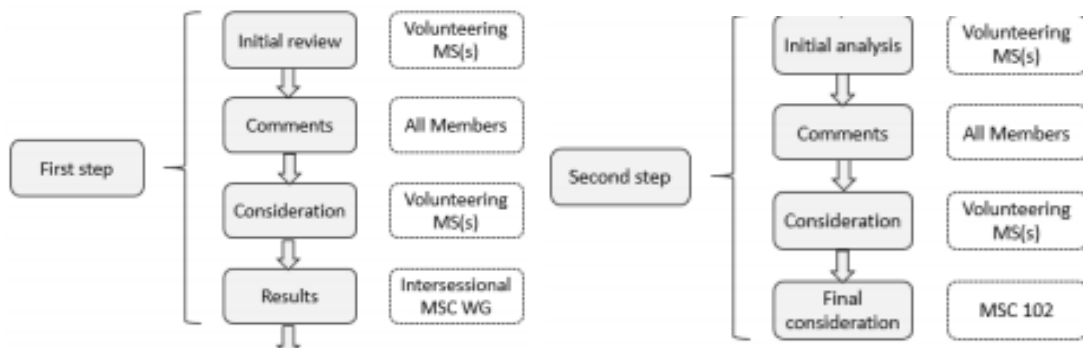 First step
Initial review
Volunteering
MS(s)
Comments
All Members
Consideration
Volunteering
MS(s)
Results
Intersessional
MSC WG
Second step
Initial analysis
Volunteering
MS(s)
Comments
All Members
Consideration
Volunteering
MS(s)
Final
consideration
MSC 102